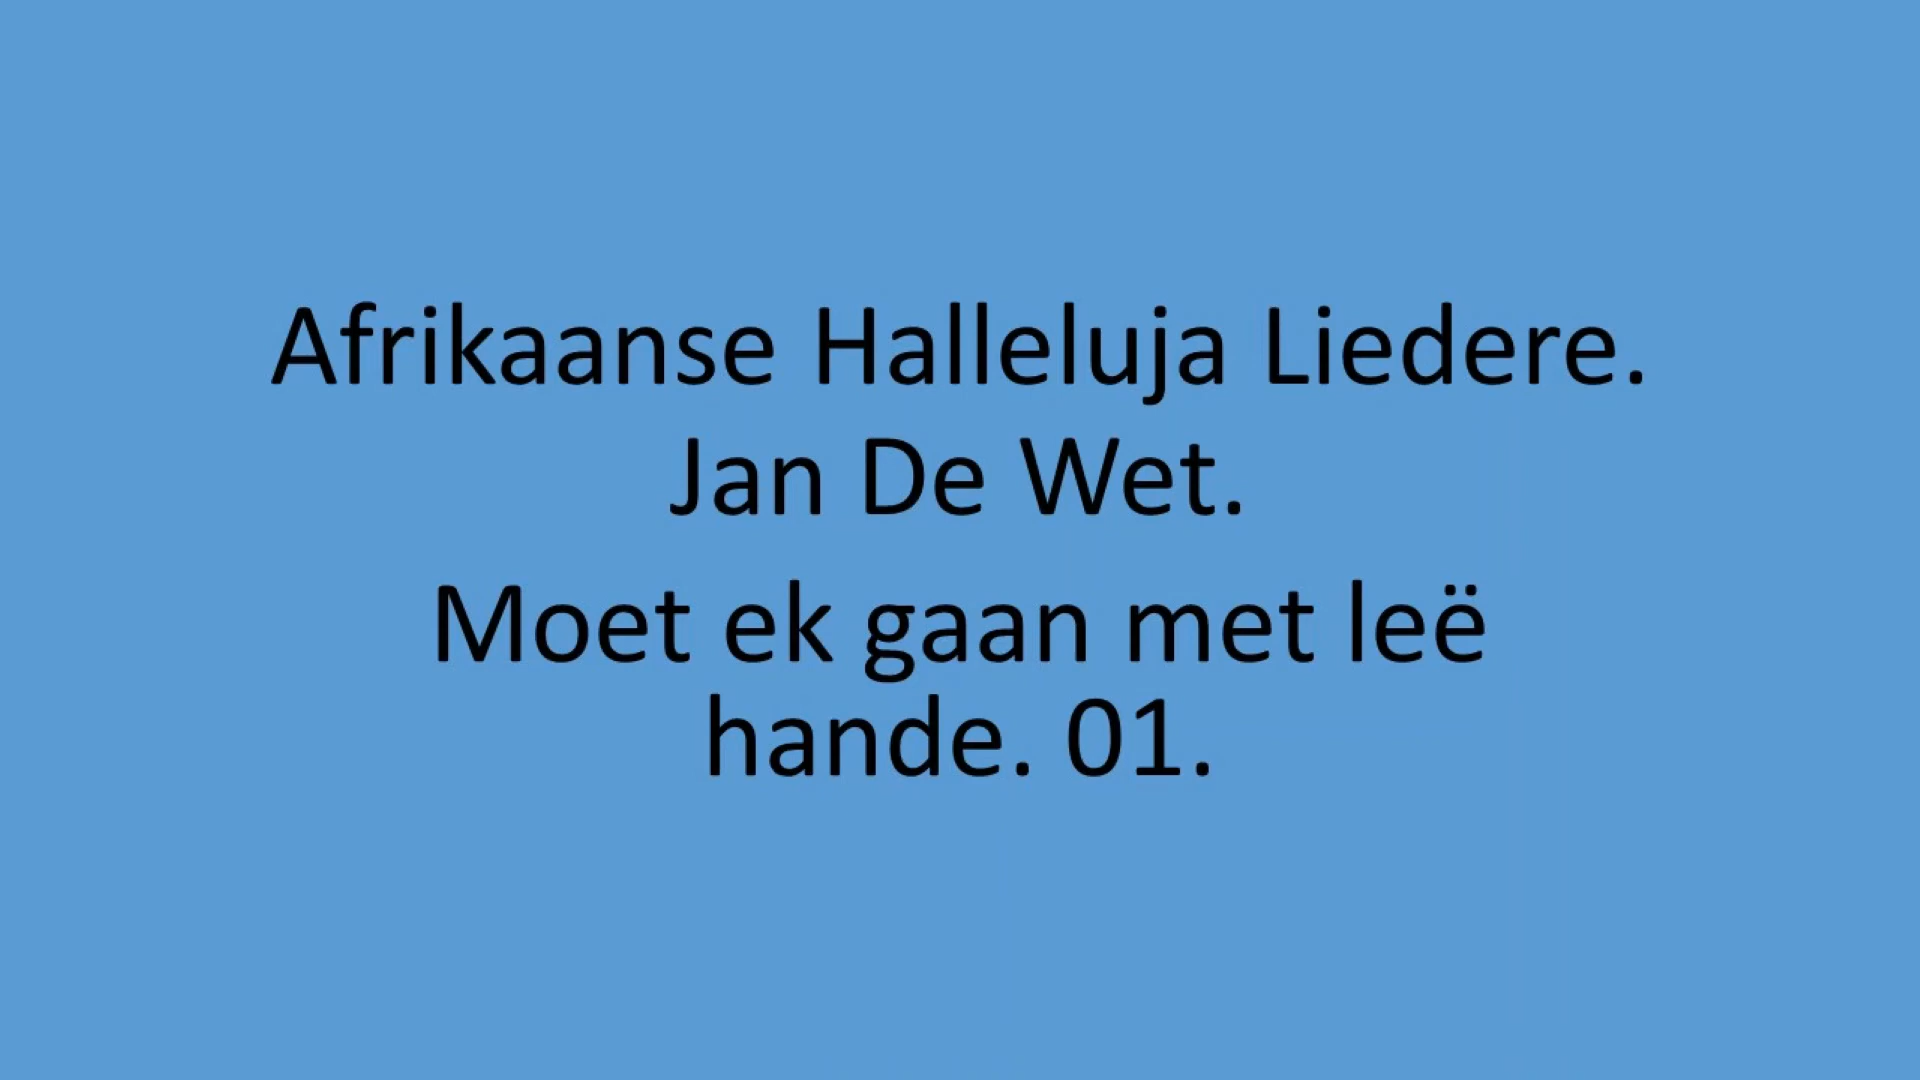 Afrikaanse Halleluja Liedere.
Jan De Wet.
Moet ek gaan met leë
hande. 01.